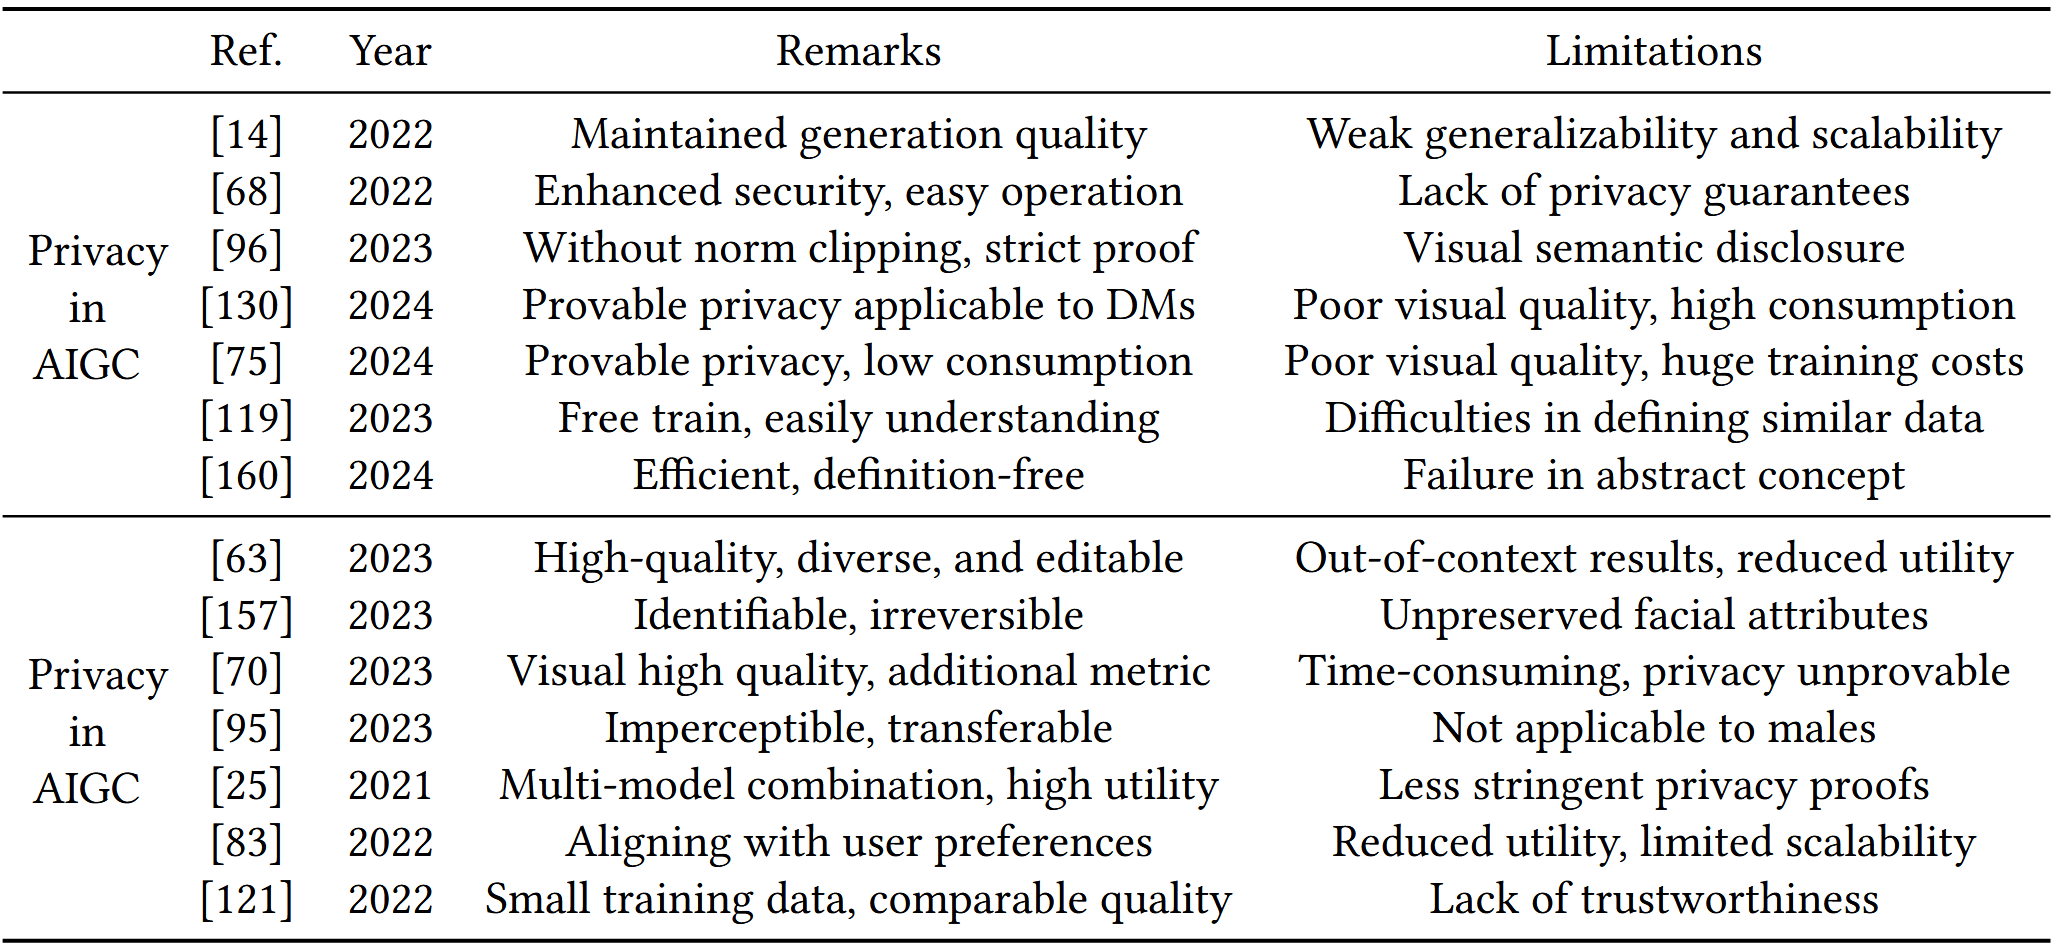 Ref. Year Remarks Limitations
[14] 2022 Maintained generation quality Weak generalizability and scalability
[68] 2022 Enhanced security, easy operation Lack of privacy guarantees
Privacy [96] 2023 Without norm clipping, strict proof Visual semantic disclosure
in [130] 2024 Provable privacy applicable to DMs Poor visual quality, high consumption
AIGC [75] 2024 Provable privacy, low consumption Poor visual quality, huge training costs
[119] 2023 Free train, easily understanding Difficulties in defining similar data
[160] 2024 Efficient, definition-free Failure in abstract concept
[63] 2023 High-quality, diverse, and editable Out-of-context results, reduced utility
[157] 2023 Identifiable, irreversible Unpreserved facial attributes
Privacy [70] 2023 Visual high quality, additional metric Time-consuming, privacy unprovable
in [95] 2023 Imperceptible, transferable Not applicable to males
AIGC [25] 2021 Multi-model combination, high utility Less stringent privacy proofs
[83] 2022 Aligning with user preferences Reduced utility, limited scalability
[121] 2022 Small training data, comparable quality Lack of trustworthiness